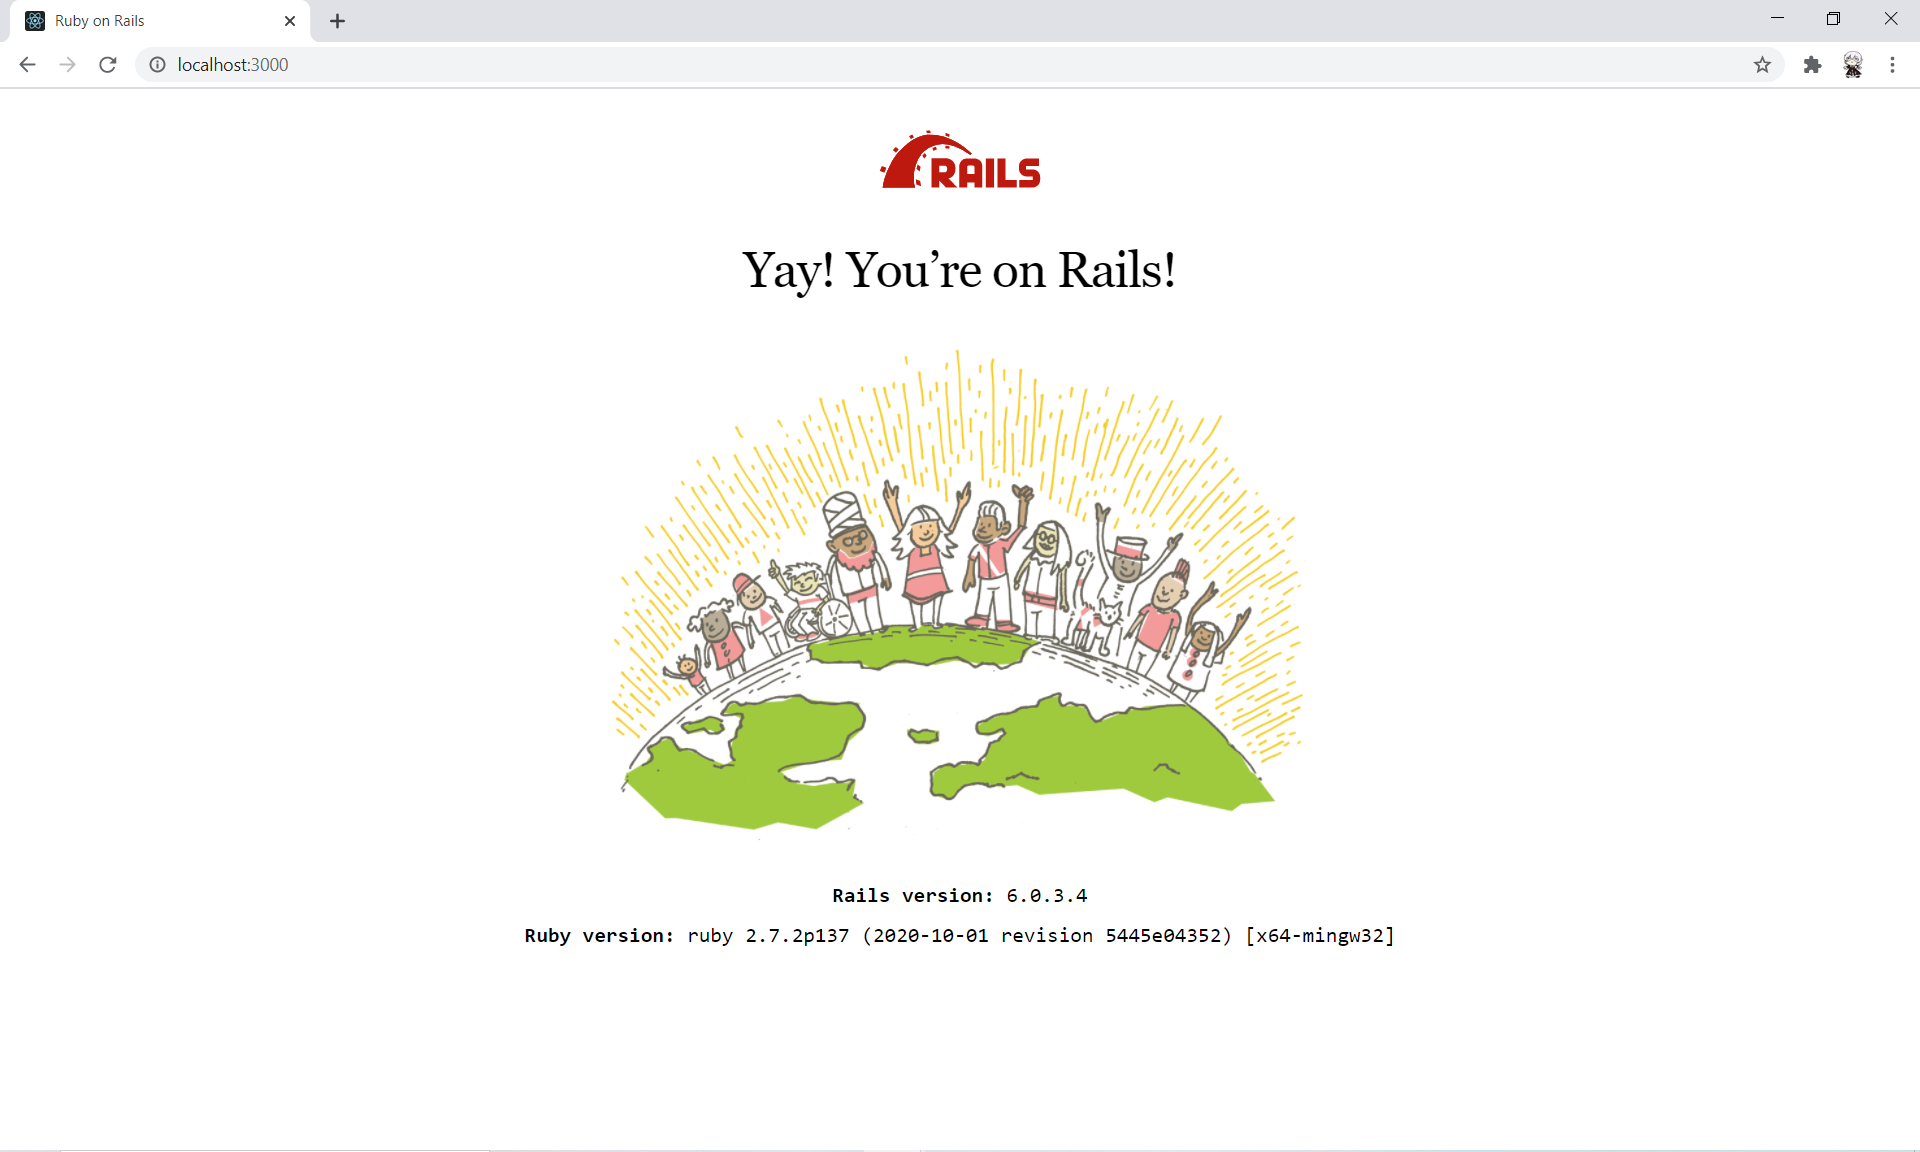 Ruby on Rails
localhost:3000
RAILS
Yay! You’re on Rails!
Rails version: 6.0.3.4
Ruby version: ruby 2.7.2p137 (2020-10-01 revision 5445e04352) [x64-mingw32]